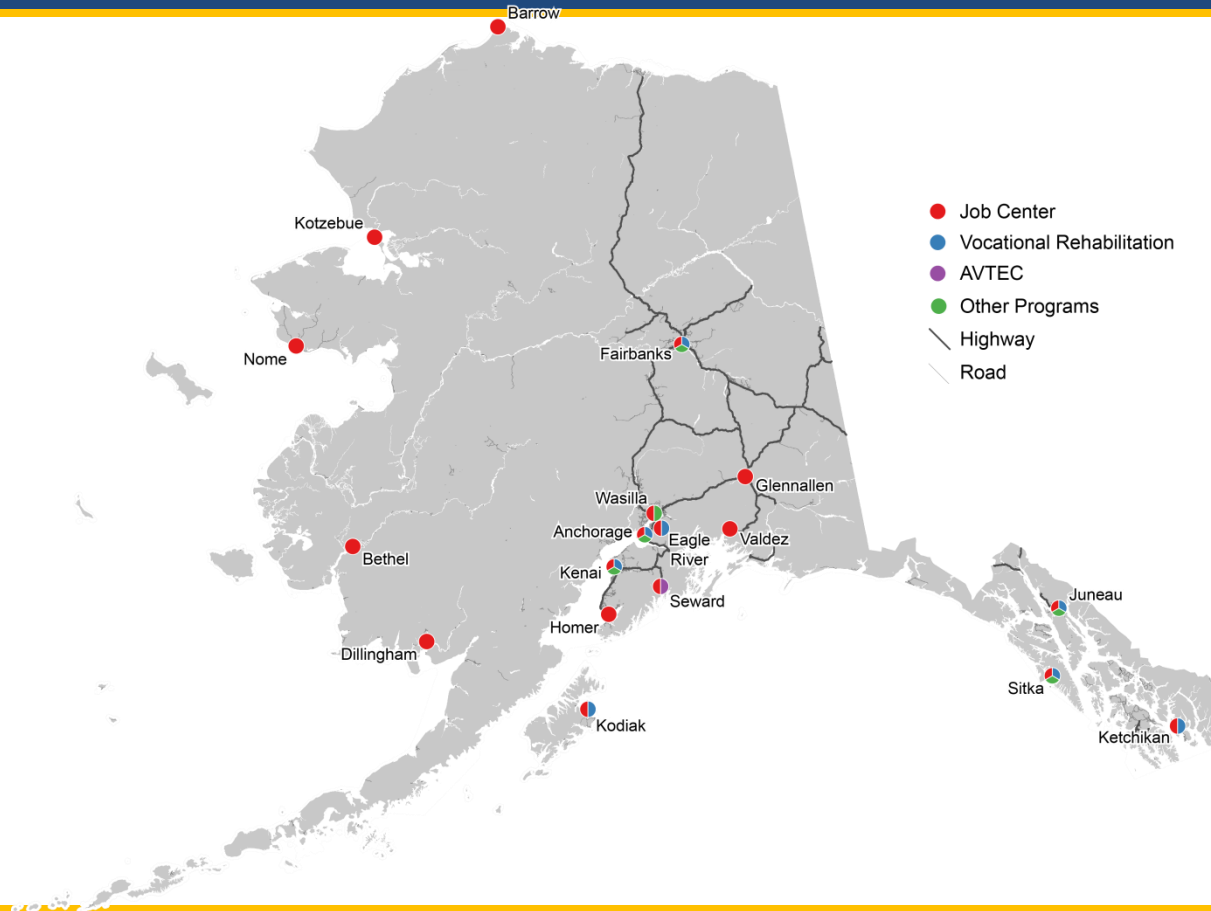 Barrow
Kotzebue
Nome
Fairbanks
Job Center
Vocational Rehabilitation
AVTEC
Other Programs
Highway
Road
Glennallen
Wasilla
Anchorage
Eagle
River
Valdez
Bethel
Kenai
Seward
Homer
Dillingham
Juneau
Sitka
Kodiak
Ketchikan